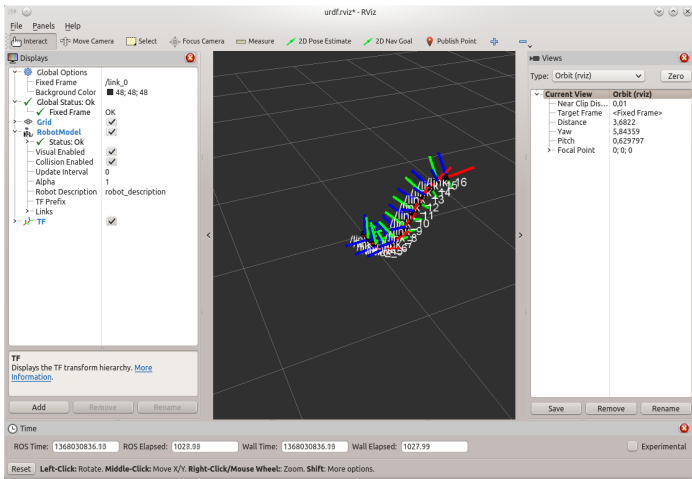 urdf.rviz* - RViz
File Panels Help
Interact Move Camera Select Focus Camera Measure 2D Pose Estimate 2D Nav Goal Publish Point
Displays
Global Options
Fixed Frame /link_0
Background Color 48; 48; 48
Global Status: Ok
Fixed Frame OK
Grid
RobotModel
Status: Ok
Visual Enabled
Collision Enabled
Update Interval 0
Alpha 1
Robot Description robot_description
TF Prefix
Links
TF
TF
Displays the TF transform hierarchy. More
Information.
Add Remove Rename
/link_16
Views
Type: Orbit (rviz) Zero
Current View Orbit (rviz)
Near Clip Dis... 0,01
Target Frame <Fixed Frame>
Distance 3,6822
Yaw 5,84359
Pitch 0,629797
Focal Point 0; 0; 0
Save Remove Rename
Time
ROS Time: 1368030836.98 ROS Elapsed: 1027.99 Wall Time: 1368030836.98 Wall Elapsed: 1027.99 Experimental
Reset Left-Click: Rotate. Middle-Click: Move X/Y. Right-Click/Mouse Wheel: Zoom. Shift: More options.